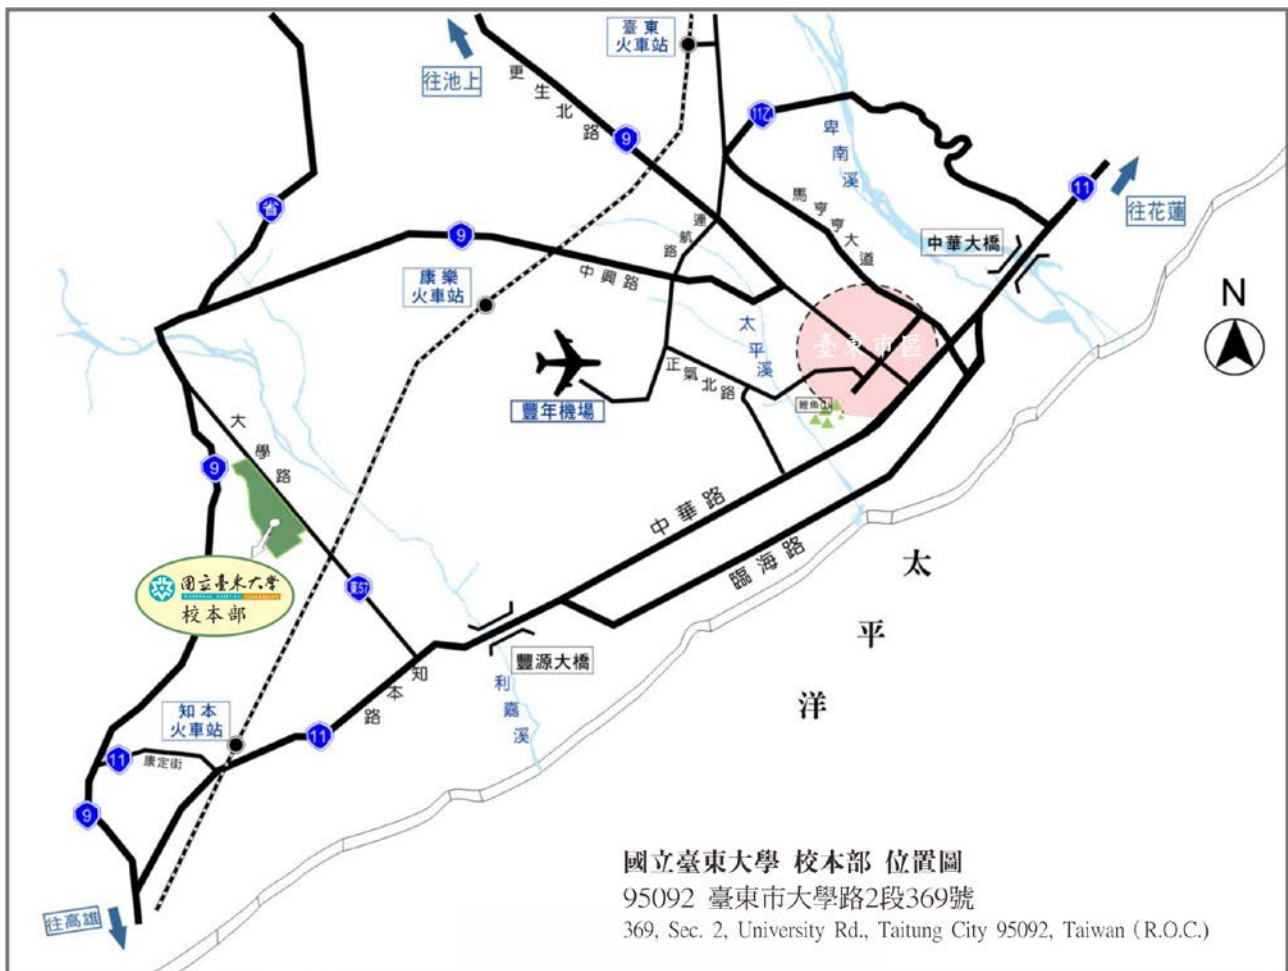 臺東
火車站
往池上
更生北路
9
11乙
卑南溪
11
往花蓮
省
9
馬亨亨大道
中華大橋
連航路
中興路
康樂
火車站
N
太平溪
臺東市區
正氣北路
豐年機場
鯉魚山
大學路
9
中華路
臨海路
太平洋
國立臺東大學
NATIONAL TAITUNG UNIVERSITY
校本部
東57
豐源大橋
知本路
利嘉溪
知本
火車站
11
11
康定街
9
往高雄
國立臺東大學 校本部 位置圖
95092 臺東市大學路2段369號
369, Sec. 2, University Rd., Taitung City 95092, Taiwan (R.O.C.)